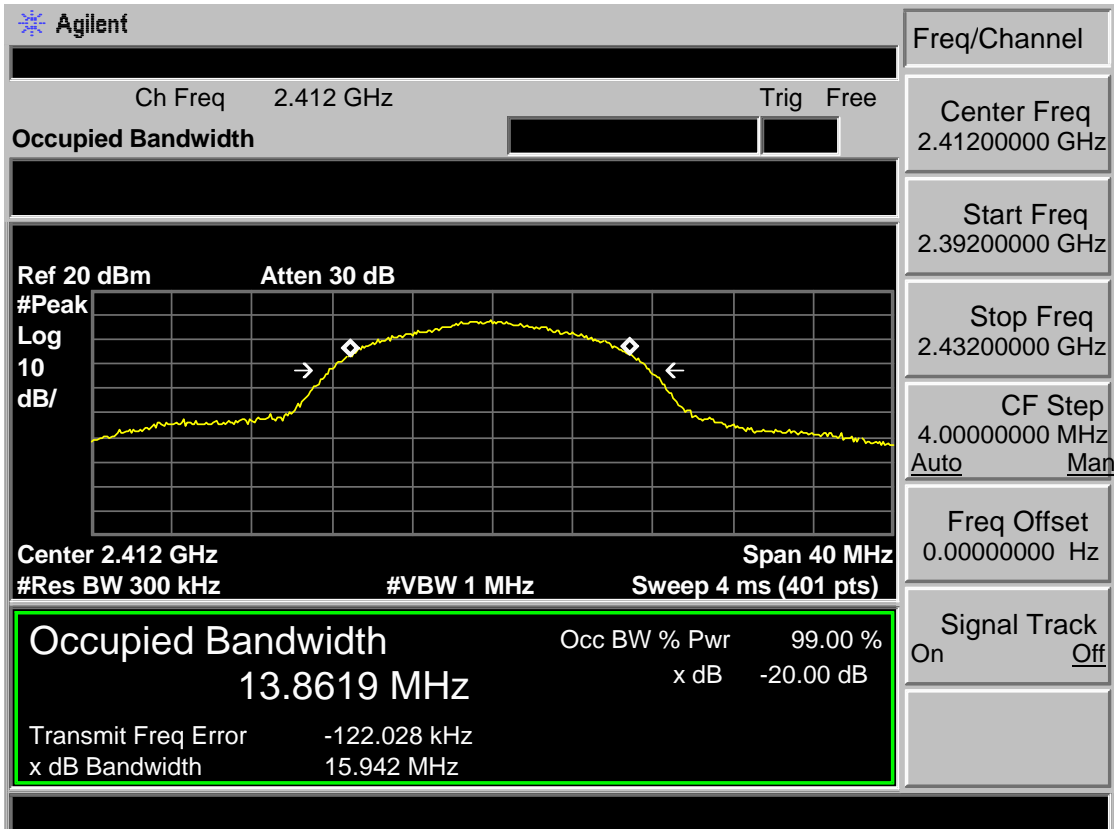 Agilent
Freq/Channel
Ch Freq 2.412 GHz Trig Free
Occupied Bandwidth
Center Freq
2.41200000 GHz
Start Freq
2.39200000 GHz
Stop Freq
2.43200000 GHz
CF Step
4.00000000 MHz
Auto Man
Freq Offset
0.00000000 Hz
Signal Track
On Off
Ref 20 dBm Atten 30 dB
#Peak
Log
10
dB/
Center 2.412 GHz Span 40 MHz
#Res BW 300 kHz #VBW 1 MHz Sweep 4 ms (401 pts)
Occupied Bandwidth Occ BW % Pwr 99.00 %
13.8619 MHz x dB -20.00 dB
Transmit Freq Error -122.028 kHz
x dB Bandwidth 15.942 MHz